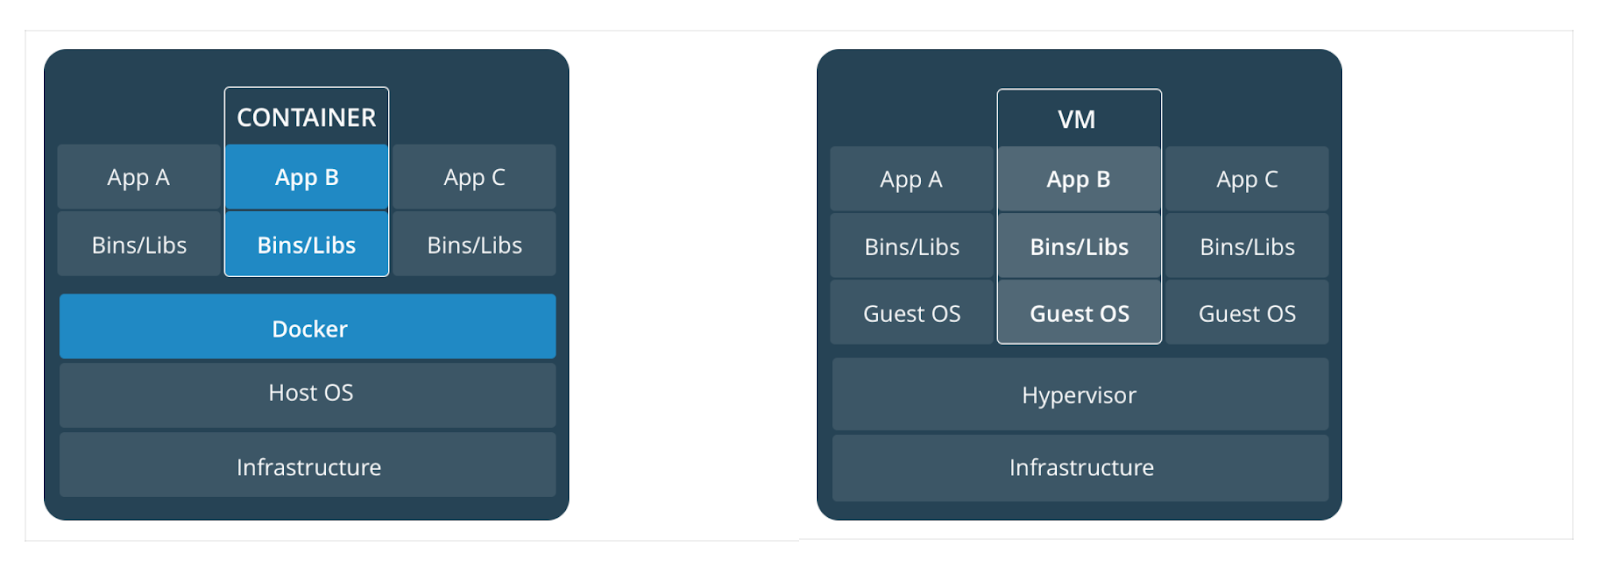 CONTAINER
App A
App B
App C
Bins/Libs
Bins/Libs
Bins/Libs
Docker
Host OS
Infrastructure
VM
App A
App B
App C
Bins/Libs
Bins/Libs
Bins/Libs
Guest OS
Guest OS
Guest OS
Hypervisor
Infrastructure